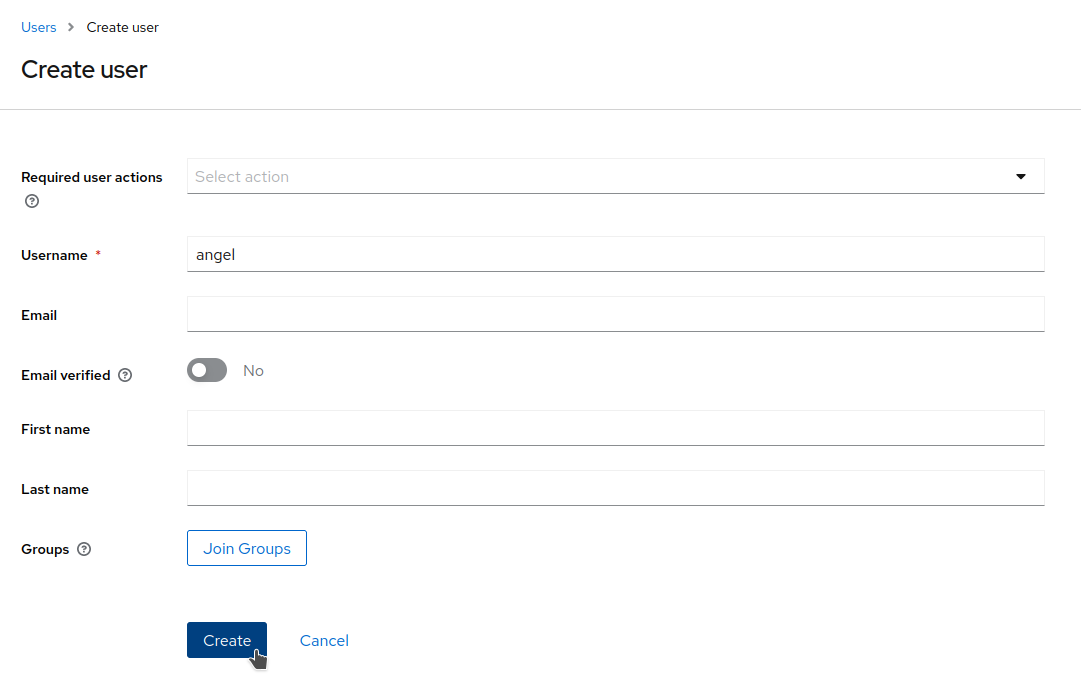 Users > Create user
Create user
Required user actions
Select action
Username *
angel
Email
Email verified
No
First name
Last name
Groups
Join Groups
Create
Cancel